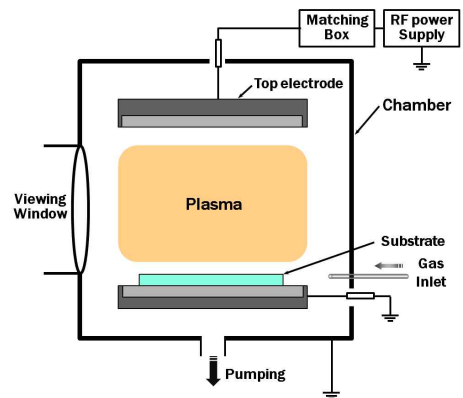 Matching
Box
RF power
Supply
Top electrode
Chamber
Viewing
Window
Plasma
Substrate
Gas
Inlet
Pumping